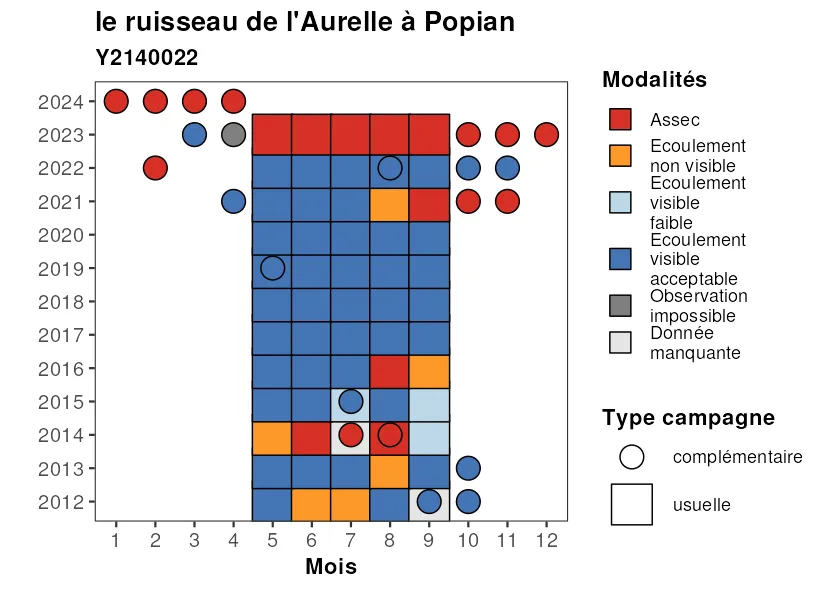 le ruisseau de l'Aurelle à Popian
Y2140022
2024
2023
2022
2021
2020
2019
2018
2017
2016
2015
2014
2013
2012
1 2 3 4 5 6 7 8 9 10 11 12
Mois
Modalités
Assec
Ecoulement
non visible
Ecoulement
visible
faible
Ecoulement
visible
acceptable
Observation
impossible
Donnée
manquante
Type campagne
complémentaire
usuelle